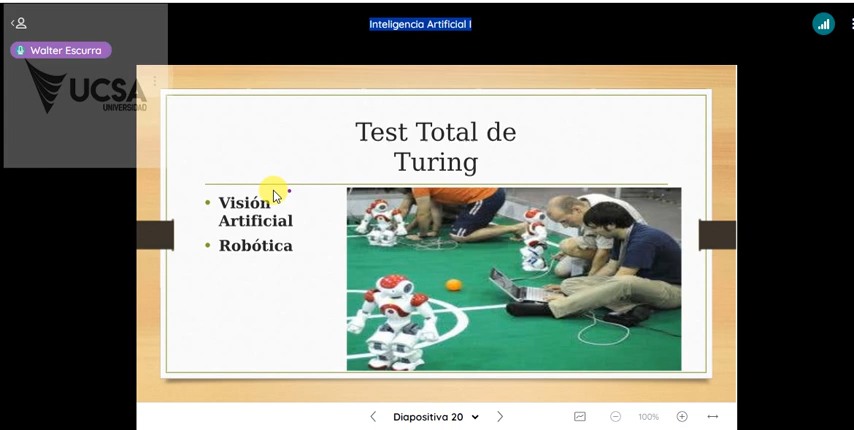 Inteligencia Artificial I
Walter Escurra
UCSA
UNIVERSIDAD
Test Total de
Turing
• Visión
Artificial
• Robótica
Diapositiva 20
100%